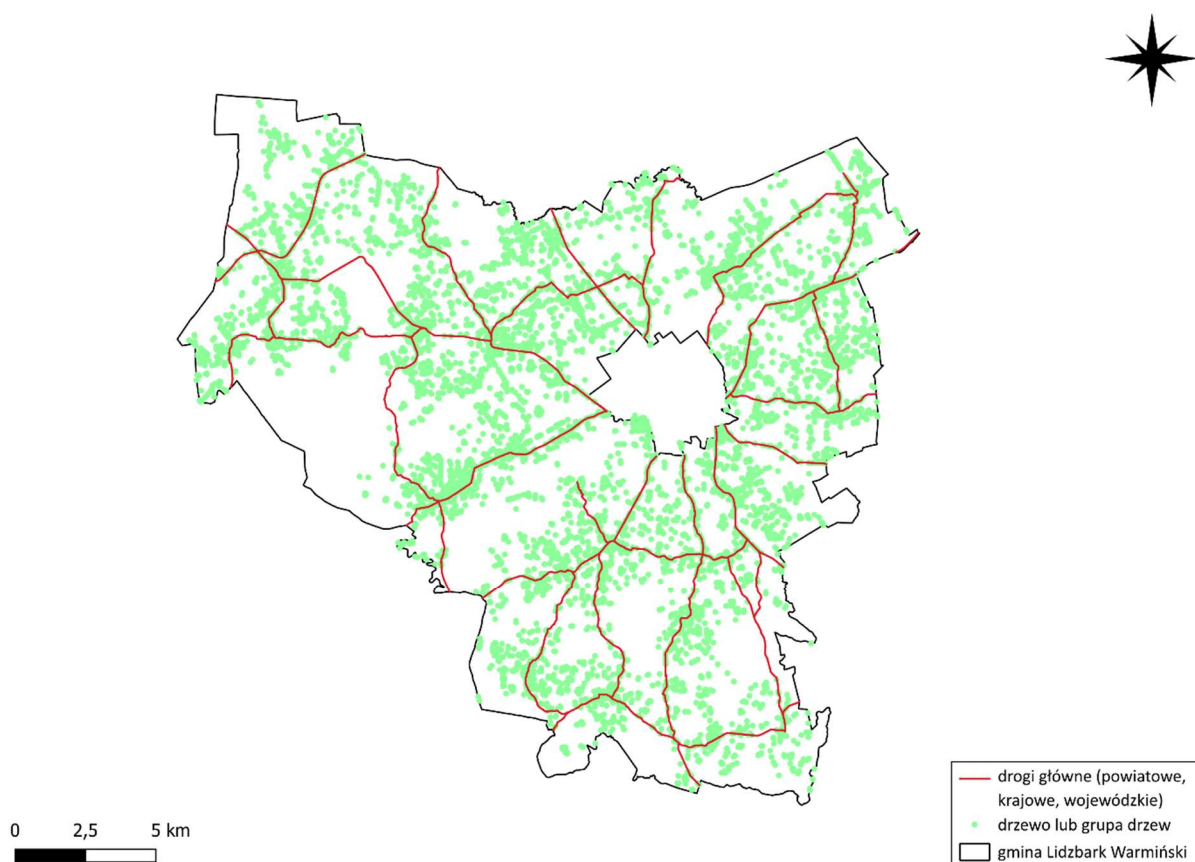 drogi główne (powiatowe,
krajowe, wojewódzkie)
drzewo lub grupa drzew
gmina Lidzbark Warmiński
0 2,5 5 km